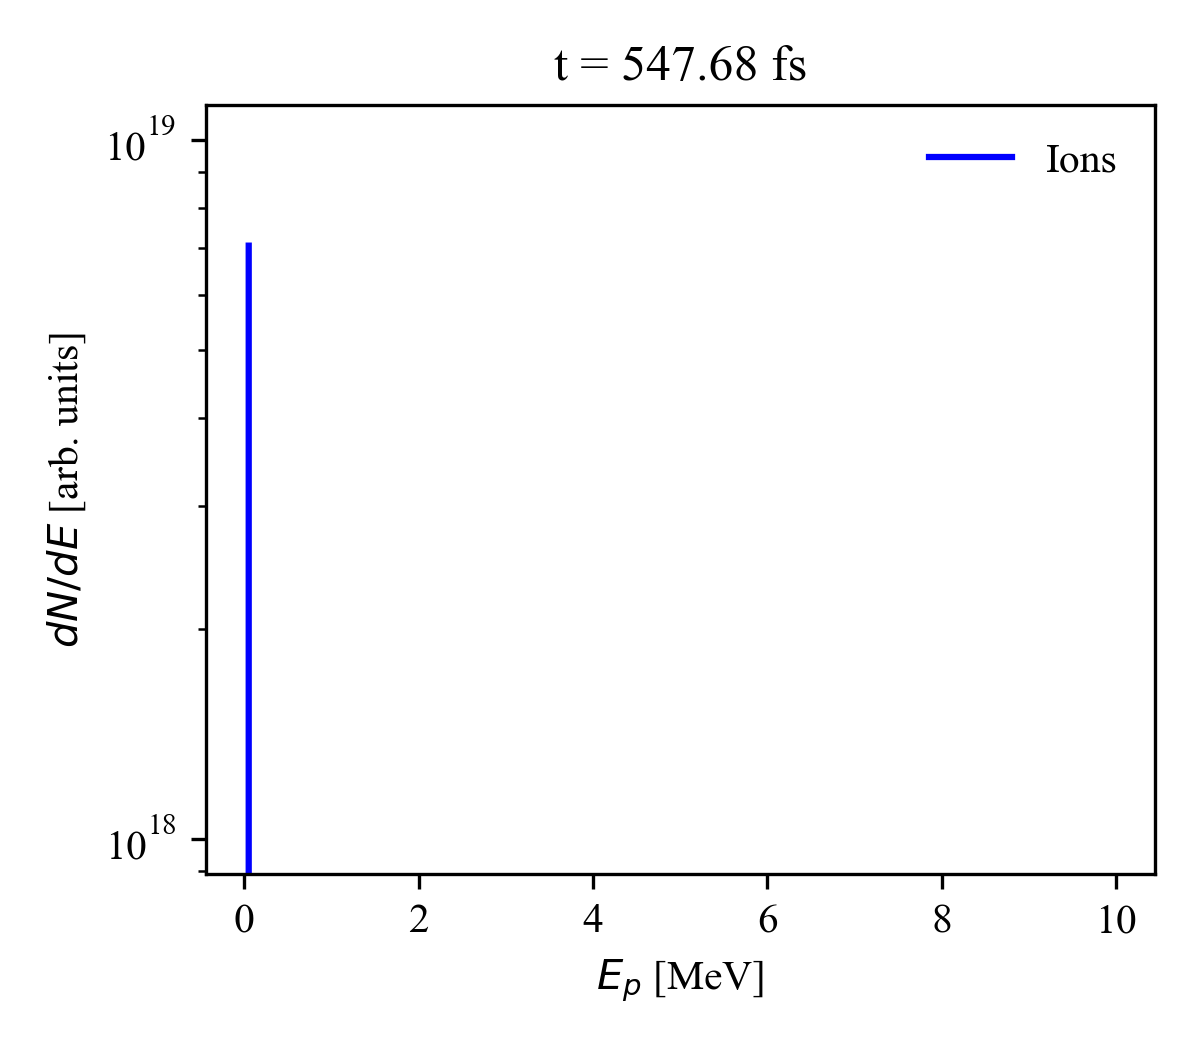 t = 547.68 fs
10^19
Ions
dN/dE [arb. units]
10^18
0 2 4 6 8 10
E_p [MeV]